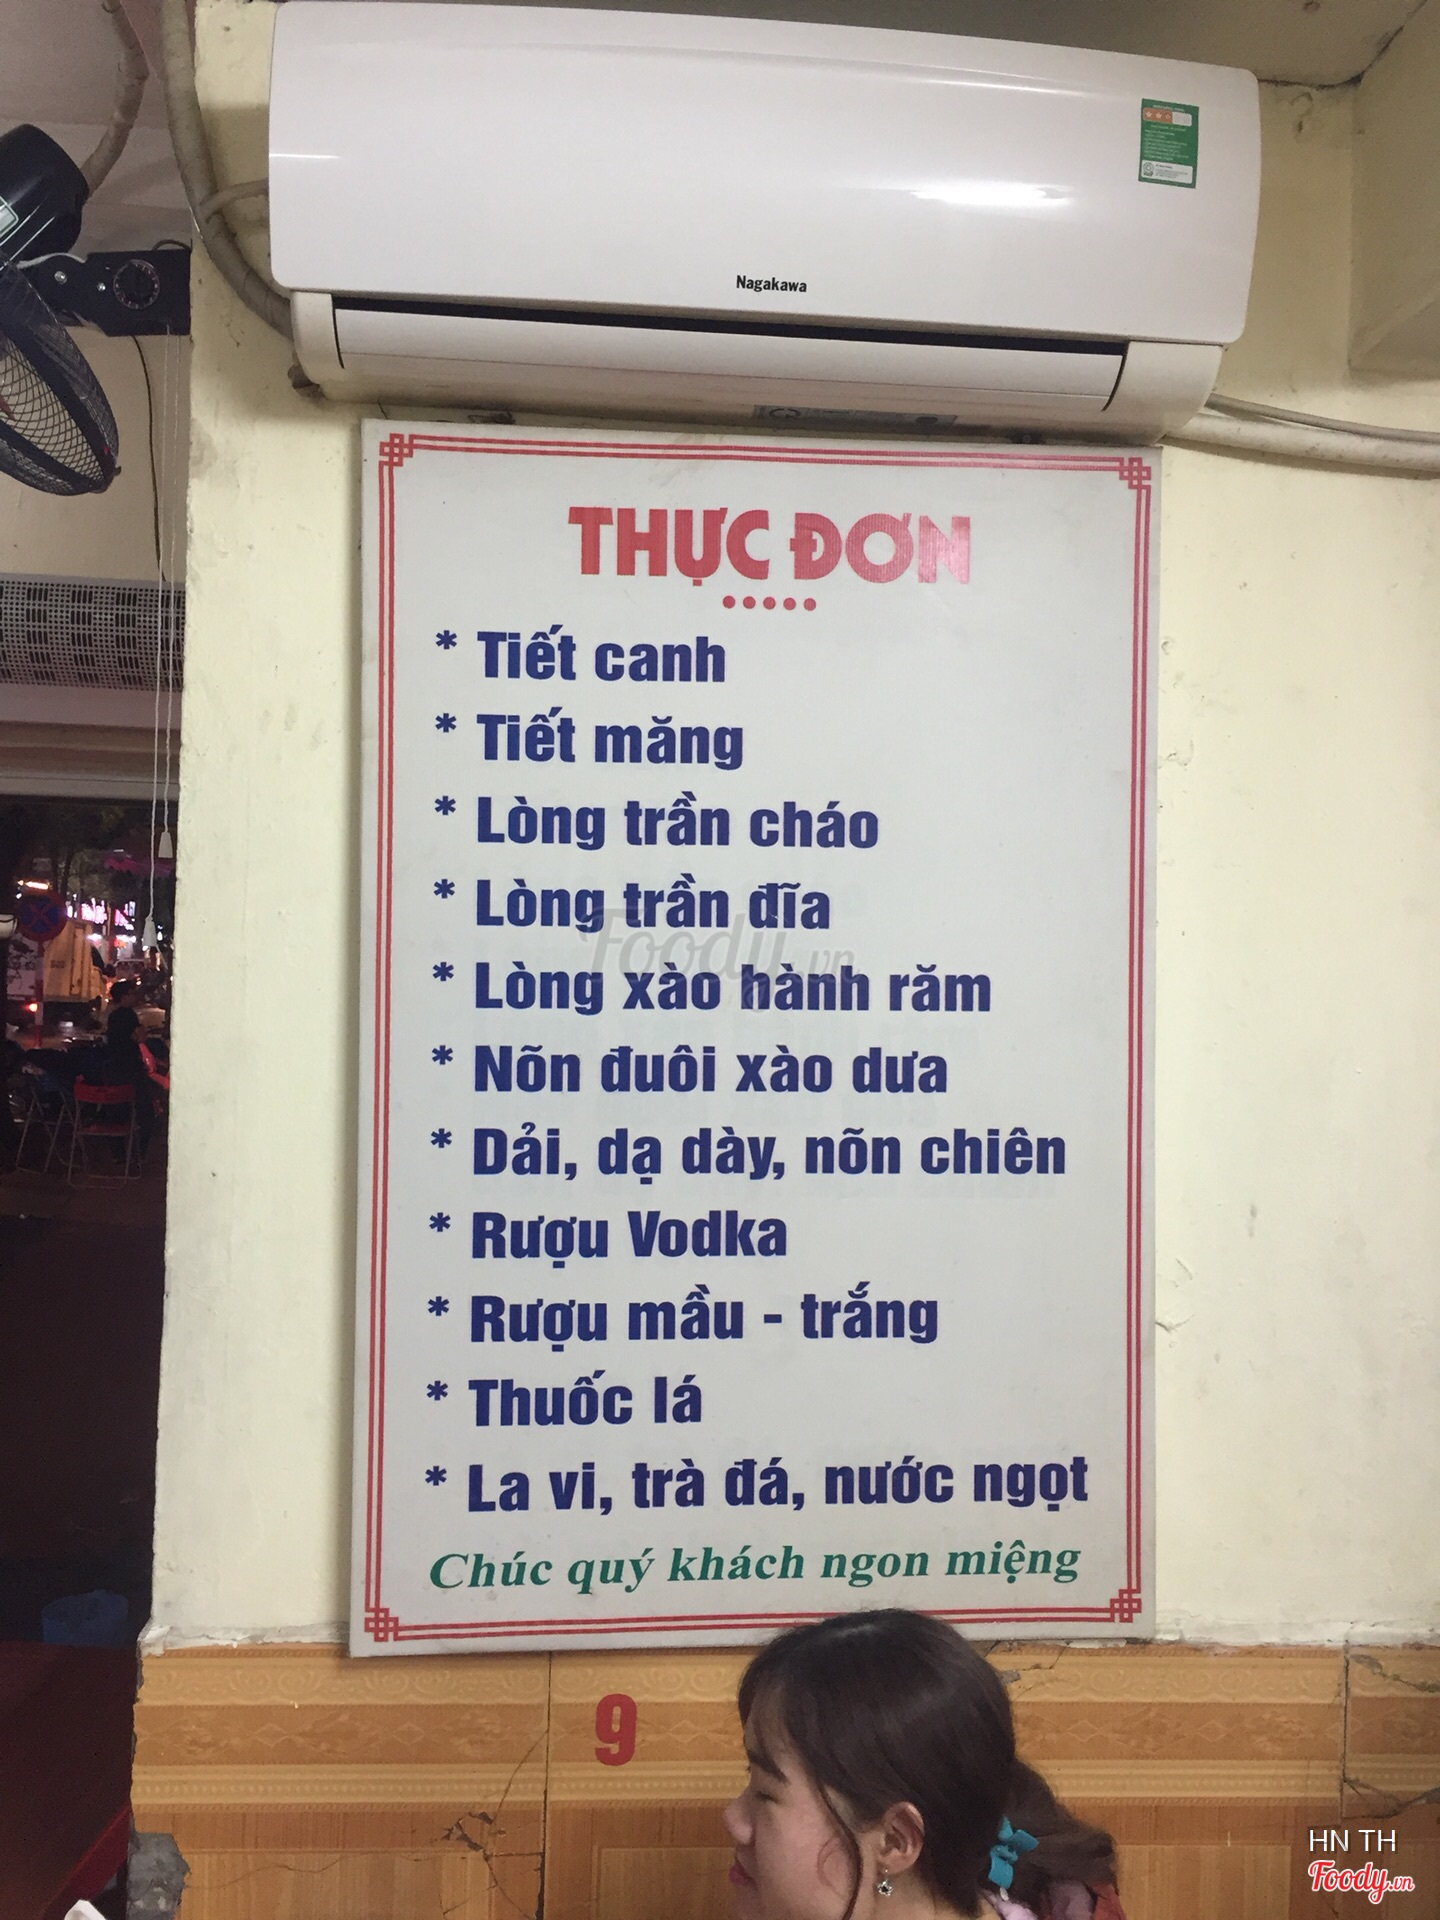 Nagakawa
THỰC ĐƠN
* Tiết canh
* Tiết măng
* Lòng trần cháo
* Lòng trần đĩa
* Lòng xào hành răm
* Nõn đuôi xào dưa
* Dải, dạ dày, nõn chiên
* Rượu Vodka
* Rượu mầu - trắng
* Thuốc lá
* La vi, trà đá, nước ngọt
Chúc quý khách ngon miệng
9
Foody.vn
HN TH
Foody.vn